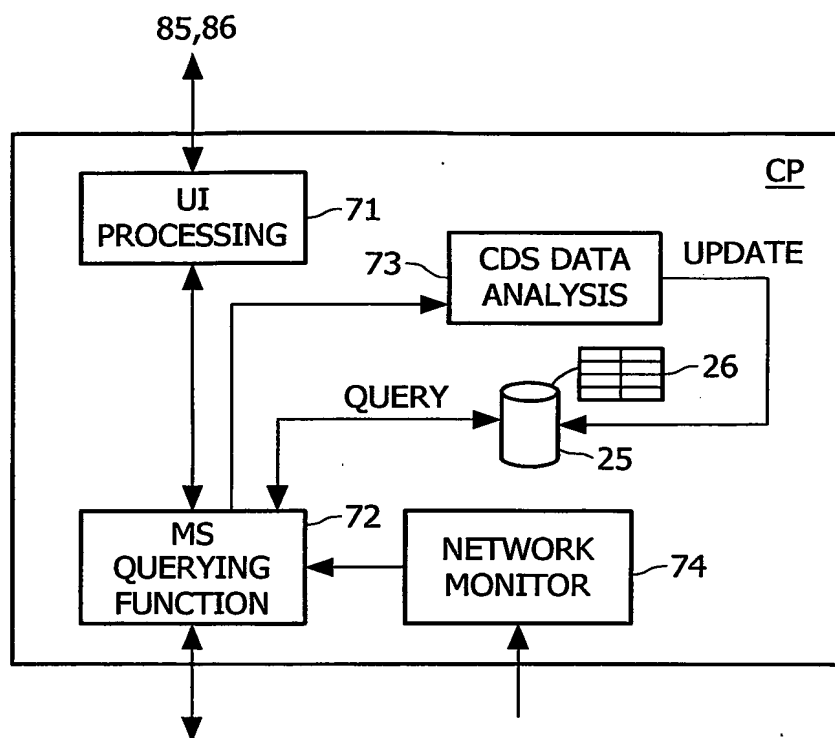 85,86
CP
UI
PROCESSING
71
73
CDS DATA
ANALYSIS
UPDATE
26
QUERY
25
MS
QUERYING
FUNCTION
72
NETWORK
MONITOR
74